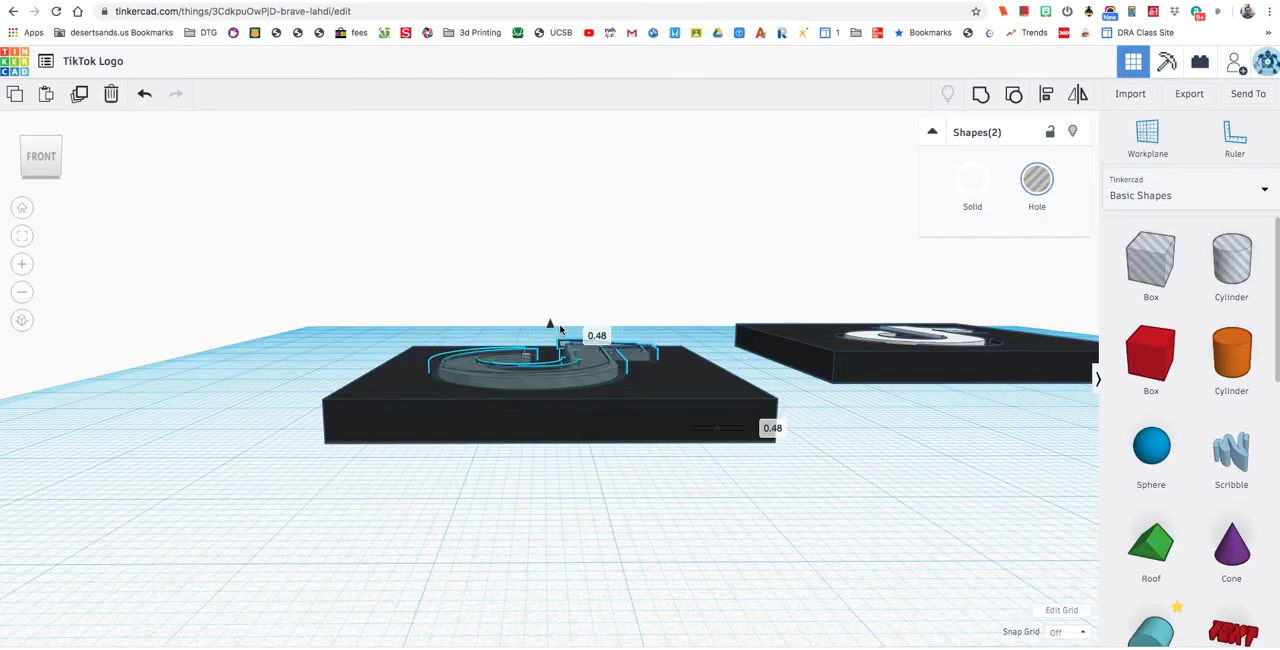 tinkercad.com/things/3CdkpuOwPjD-brave-lahdi/edit
Apps desertsands.us Bookmarks DTG fees 3d Printing UCSB 1 Bookmarks Trends DRA Class Site
TIN
KER
CAD
TikTok Logo
Import Export Send To
FRONT
Shapes(2)
Solid Hole
Workplane Ruler
Tinkercad
Basic Shapes
Box Cylinder
Box Cylinder
Sphere Scribble
Roof Cone
TEXT
0.48
0.48
Edit Grid
Snap Grid Off